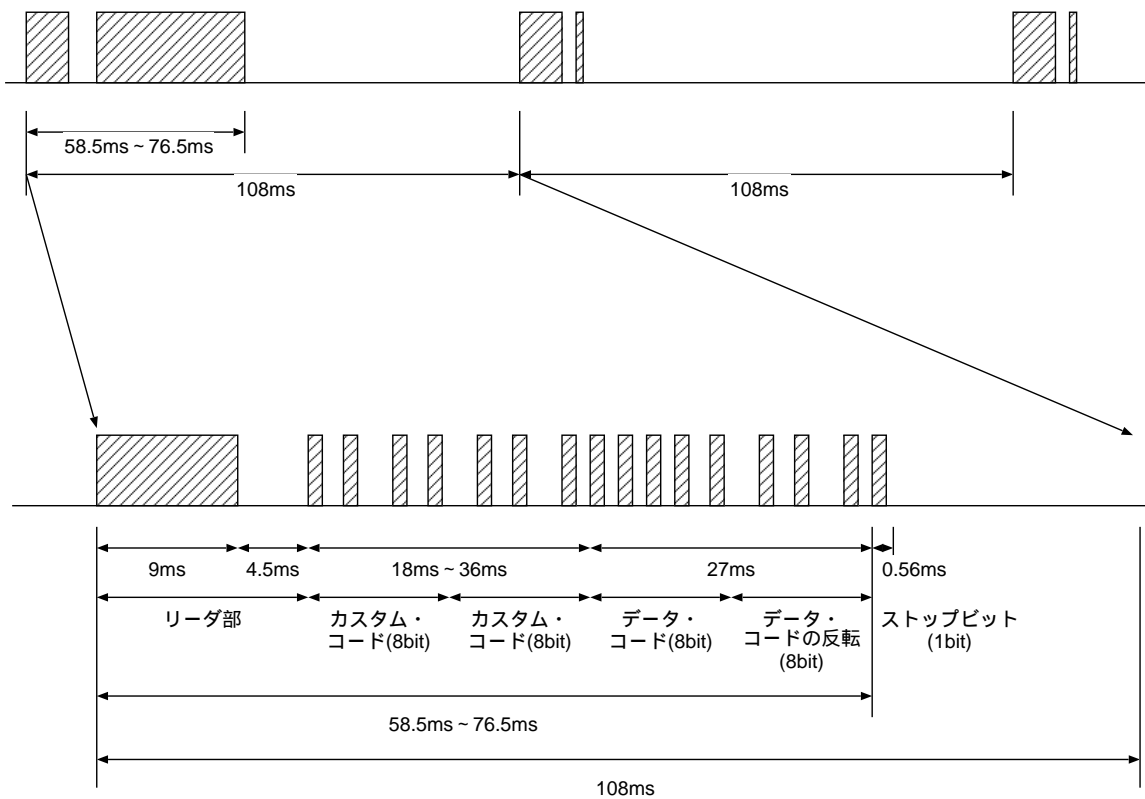 58.5ms ~ 76.5ms
108ms
108ms
9ms
4.5ms
18ms ~ 36ms
27ms
0.56ms
リーダ部
カスタム・
コード(8bit)
カスタム・
コード(8bit)
データ・
コード(8bit)
データ・
コードの反転
(8bit)
ストップビット
(1bit)
58.5ms ~ 76.5ms
108ms